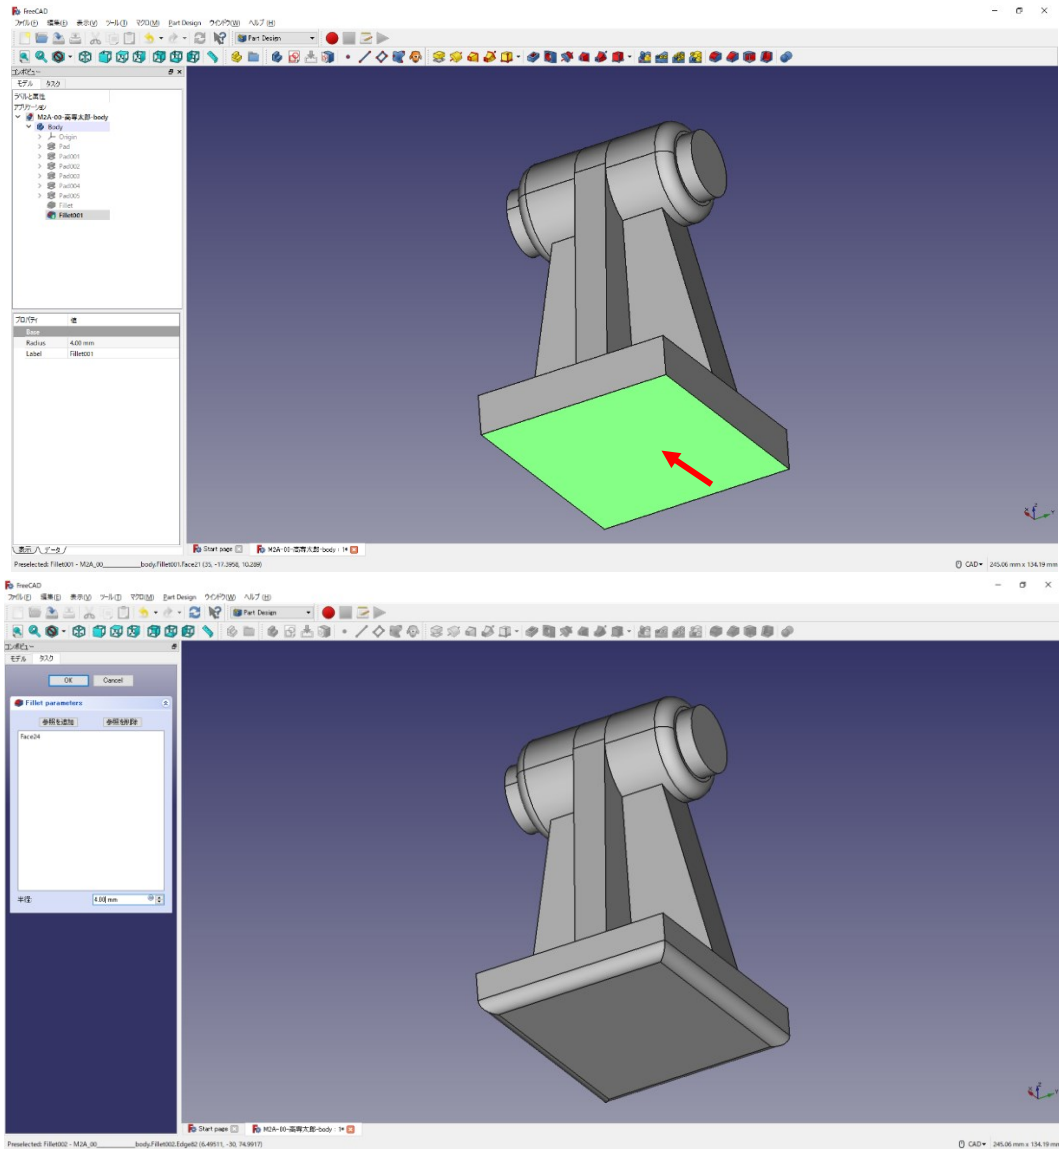 FreeCAD
ファイル(F) 編集(E) 表示(V) ツール(T) マクロ(M) Part Design ウインドウ(W) ヘルプ(H)
Part Design
コンボビュー
モデル タスク
ラベルと属性
アプリケーション
M2A-00-高専太郎-body
Body
Origin
Pad
Pad001
Pad002
Pad003
Pad004
Pad005
Fillet
Fillet001
プロパティ 値
Base
Radius 4.00 mm
Label Fillet001
表示 データ
Start page M2A-00-高専太郎-body : 1*
Preselected: Fillet001 - M2A_00_________body.Fillet001.Face21 (35, -17.3958, 10.289)
CAD 245.06 mm x 134.19 mm
FreeCAD
ファイル(F) 編集(E) 表示(V) ツール(T) マクロ(M) Part Design ウインドウ(W) ヘルプ(H)
Part Design
コンボビュー
モデル タスク
OK Cancel
Fillet parameters
参照を追加 参照を削除
Face24
半径: 4.00 mm
Start page M2A-00-高専太郎-body : 1*
Preselected: Fillet002 - M2A_00_________body.Fillet002.Edge82 (6.49511, -30, 74.9917)
CAD 245.06 mm x 134.19 mm